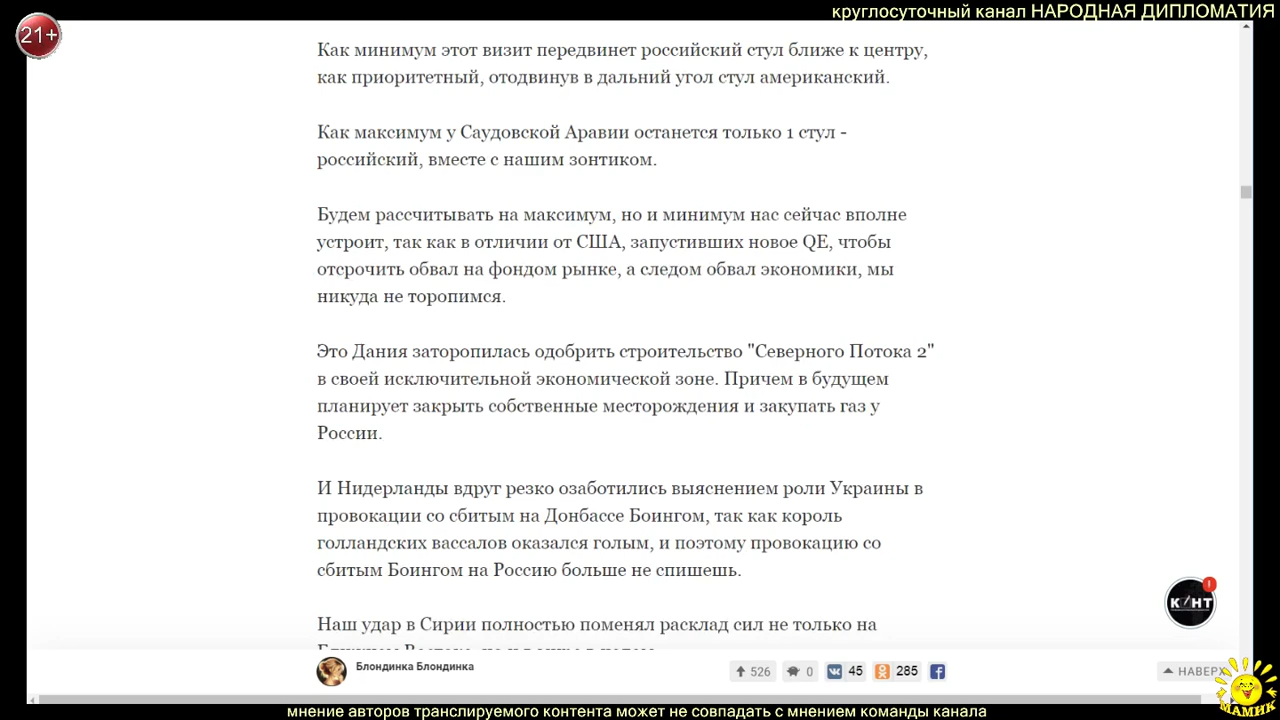 круглосуточный канал НАРОДНАЯ ДИПЛОМАТИЯ
21+
Как минимум этот визит передвинет российский стул ближе к центру,
как приоритетный, отодвинув в дальний угол стул американский.
Как максимум у Саудовской Аравии останется только 1 стул -
российский, вместе с нашим зонтиком.
Будем рассчитывать на максимум, но и минимум нас сейчас вполне
устроит, так как в отличии от США, запустивших новое QE, чтобы
отсрочить обвал на фондом рынке, а следом обвал экономики, мы
никуда не торопимся.
Это Дания заторопилась одобрить строительство "Северного Потока 2"
в своей исключительной экономической зоне. Причем в будущем
планирует закрыть собственные месторождения и закупать газ у
России.
И Нидерланды вдруг резко озаботились выяснением роли Украины в
провокации со сбитым на Донбассе Боингом, так как король
голландских вассалов оказался голым, и поэтому провокацию со
сбитым Боингом на Россию больше не спишешь.
КОНТ
Наш удар в Сирии полностью поменял расклад сил не только на
Блондинка Блондинка
526
0
45
285
НАВЕРХ
МАМИК
мнение авторов транслируемого контента может не совпадать с мнением команды канала